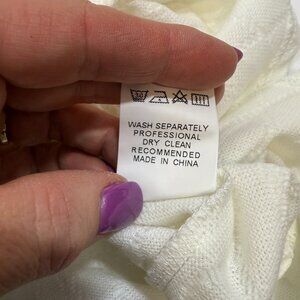 WASH SEPARATELY
PROFESSIONAL
DRY CLEAN
RECOMMENDED
MADE IN CHINA